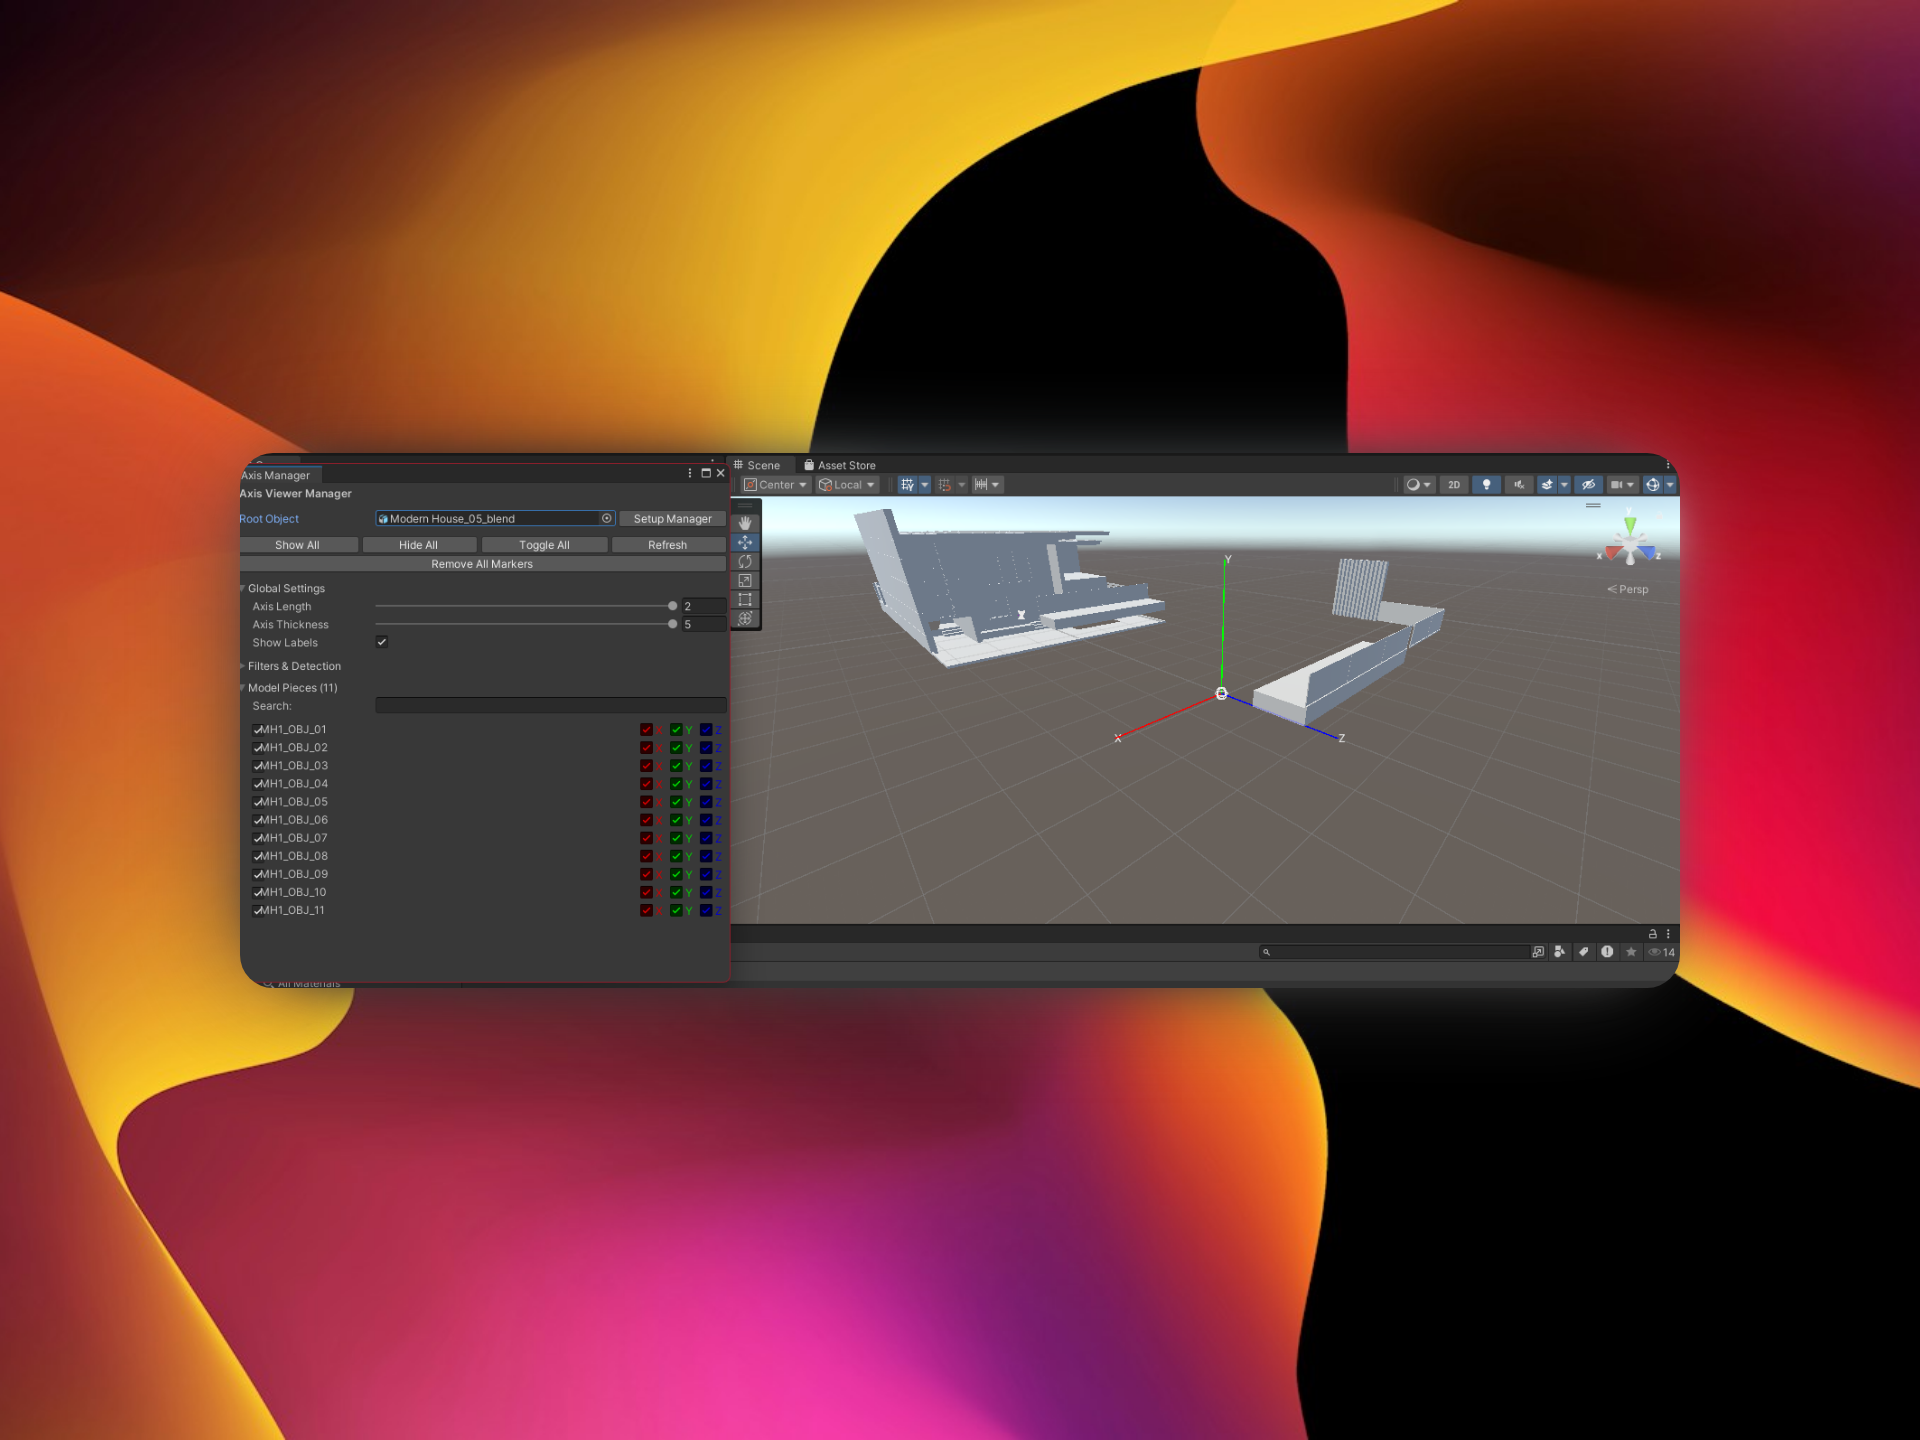 Axis Manager
Axis Viewer Manager
Root Object
Modern House_05_blend
Setup Manager
Show All
Hide All
Toggle All
Refresh
Remove All Markers
Global Settings
Axis Length
2
Axis Thickness
5
Show Labels
Filters & Detection
Model Pieces (11)
Search:
MH1_OBJ_01 X Y Z
MH1_OBJ_02 X Y Z
MH1_OBJ_03 X Y Z
MH1_OBJ_04 X Y Z
MH1_OBJ_05 X Y Z
MH1_OBJ_06 X Y Z
MH1_OBJ_07 X Y Z
MH1_OBJ_08 X Y Z
MH1_OBJ_09 X Y Z
MH1_OBJ_10 X Y Z
MH1_OBJ_11 X Y Z
All Materials
Scene
Asset Store
Center
Local
2D
Y
X
Z
y
x
z
Persp
14